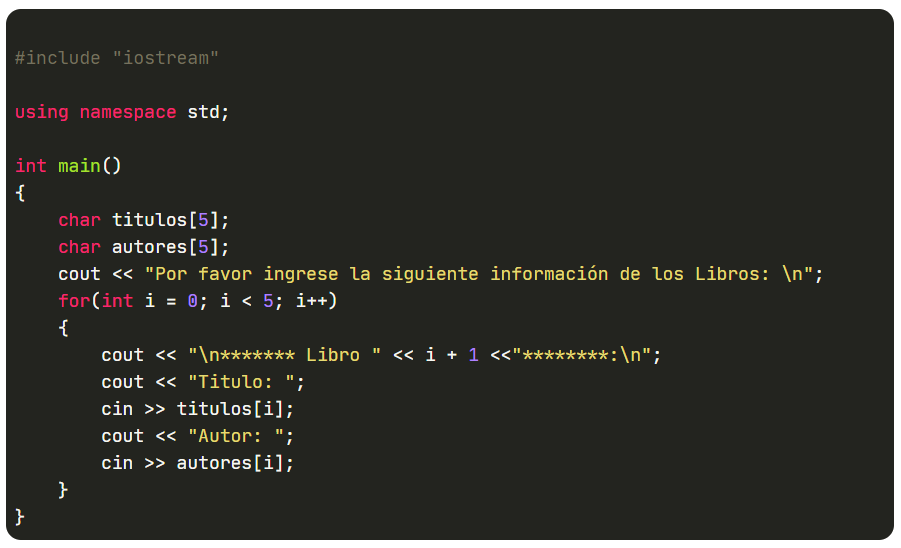 #include "iostream"
using namespace std;
int main()
{
    char titulos[5];
    char autores[5];
    cout << "Por favor ingrese la siguiente información de los Libros: \n";
    for(int i = 0; i < 5; i++)
    {
        cout << "\n******* Libro " << i + 1 <<"********:\n";
        cout << "Titulo: ";
        cin >> titulos[i];
        cout << "Autor: ";
        cin >> autores[i];
    }
}